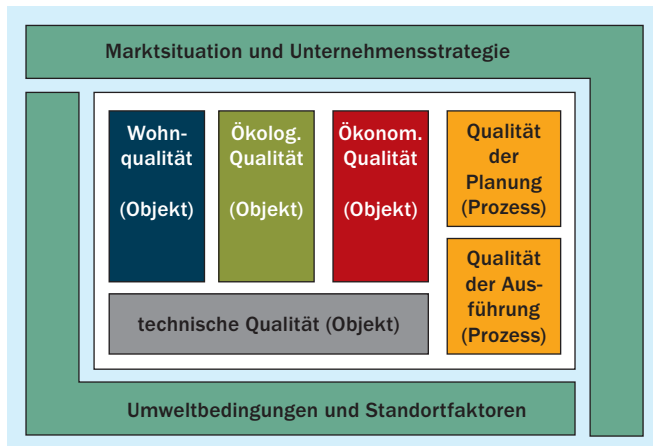 Marktsituation und Unternehmensstrategie
Wohn-
qualität
(Objekt)
Ökolog.
Qualität
(Objekt)
Ökonom.
Qualität
(Objekt)
Qualität
der
Planung
(Prozess)
Qualität
der Aus-
führung
(Prozess)
technische Qualität (Objekt)
Umweltbedingungen und Standortfaktoren